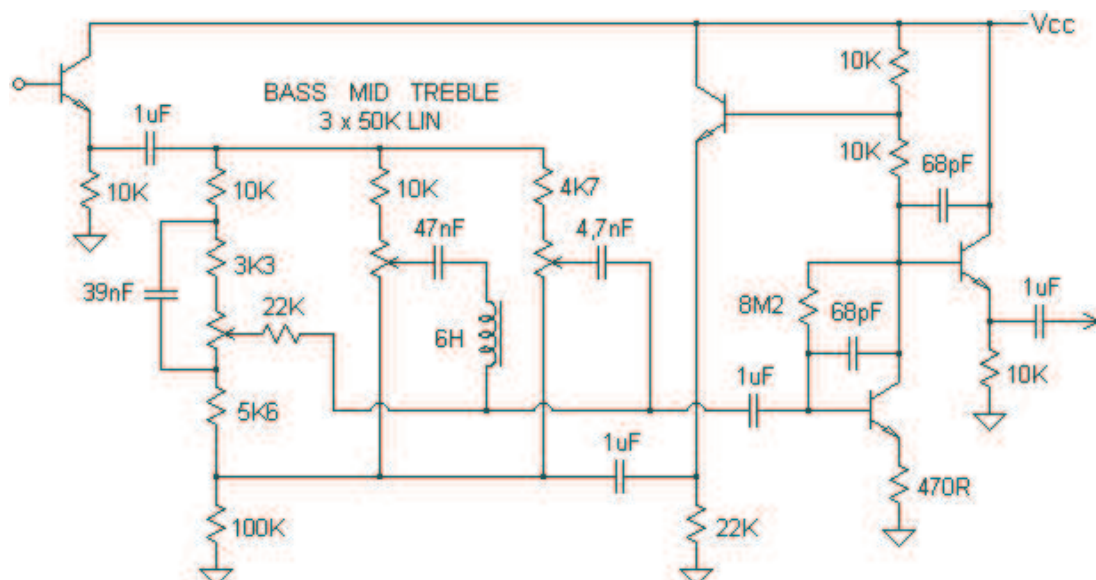 Vcc
10K
BASS MID TREBLE
3 x 50K LIN
1uF
10K
68pF
10K
10K
10K
4K7
47nF
4,7nF
3K3
39nF
22K
8M2
68pF
1uF
6H
1uF
10K
5K6
1uF
470R
100K
22K